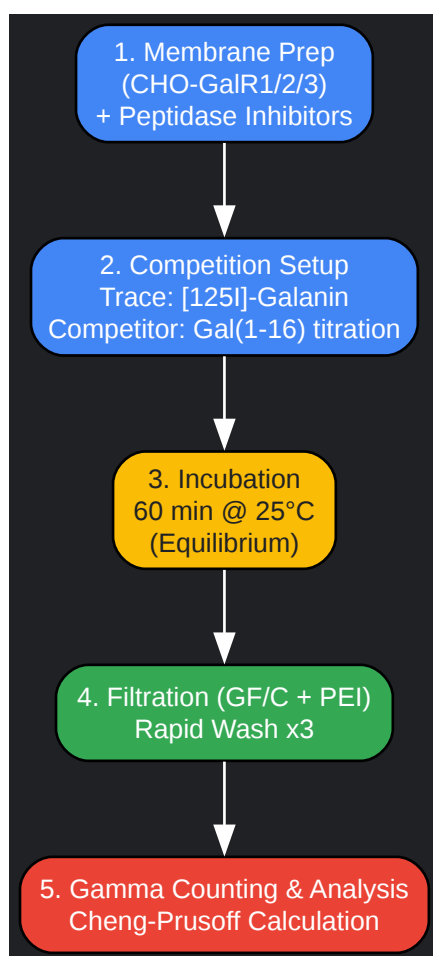 1. Membrane Prep
(CHO-GalR1/2/3)
+ Peptidase Inhibitors
2. Competition Setup
Trace: [125I]-Galanin
Competitor: Gal(1-16) titration
3. Incubation
60 min @ 25°C
(Equilibrium)
4. Filtration (GF/C + PEI)
Rapid Wash x3
5. Gamma Counting & Analysis
Cheng-Prusoff Calculation